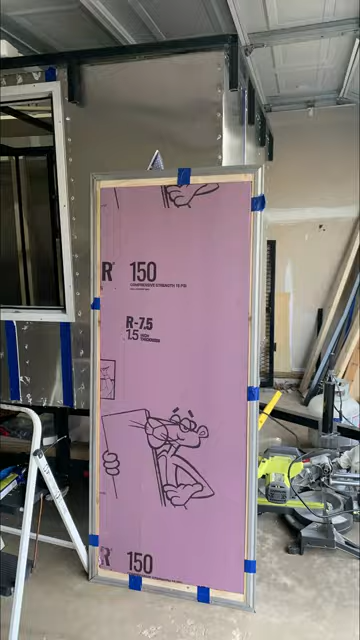 R® 150
COMPRESSIVE STRENGTH 15 PSI
R-7.5
1.5 INCH
THICKNESS
R® 150